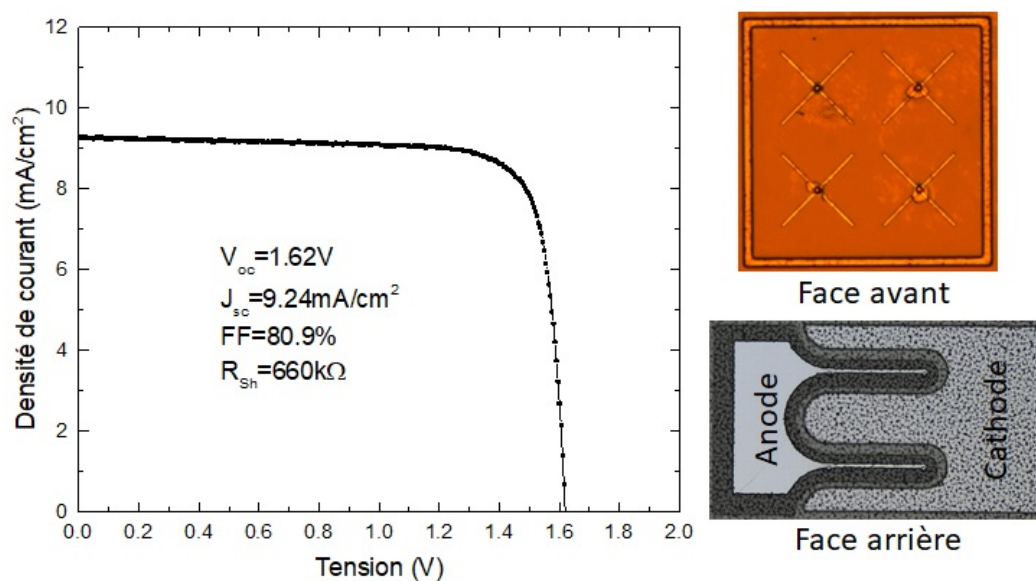 12
10
8
6
4
2
0
0.0 0.2 0.4 0.6 0.8 1.0 1.2 1.4 1.6 1.8 2.0
Densité de courant (mA/cm²)
Tension (V)
V_oc=1.62V
J_sc=9.24mA/cm²
FF=80.9%
R_Sh=660kΩ
Face avant
Anode
Cathode
Face arrière